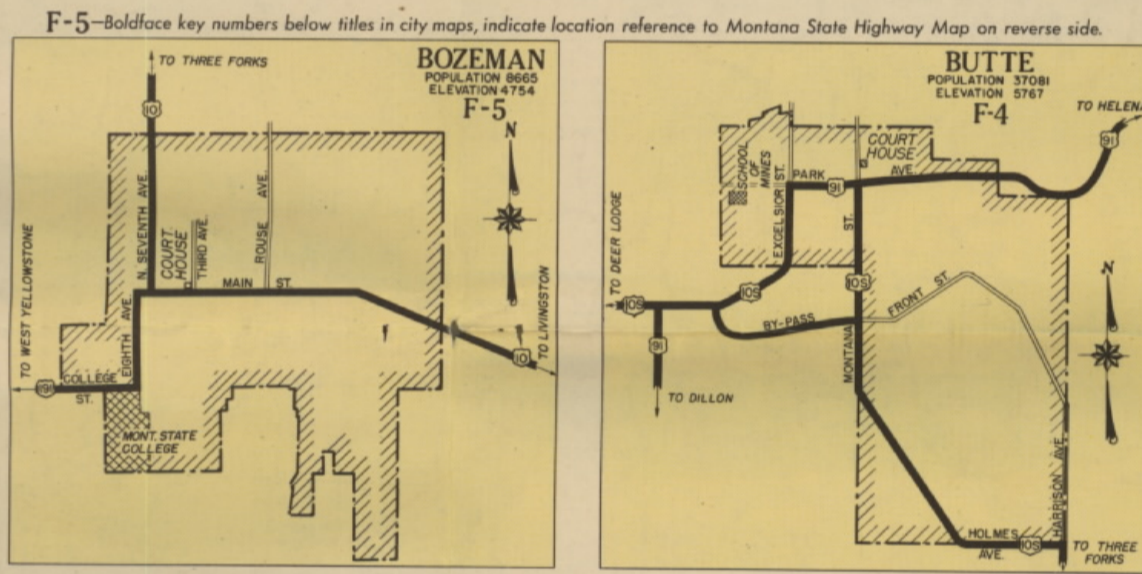 F-5—Boldface key numbers below titles in city maps, indicate location reference to Montana State Highway Map on reverse side.
BOZEMAN
POPULATION 8665
ELEVATION 4754
F-5
TO THREE FORKS
10
N
N. SEVENTH AVE.
COURT HOUSE
THIRD AVE.
ROUSE AVE.
MAIN ST.
TO WEST YELLOWSTONE
EIGHTH AVE.
TO LIVINGSTON
10
191
COLLEGE ST.
MONT. STATE
COLLEGE
BUTTE
POPULATION 37081
ELEVATION 5767
F-4
TO HELENA
91
COURT
HOUSE
SCHOOL OF MINES
EXCELSIOR ST.
PARK AVE.
91
TO DEER LODGE
10S
10S
10S
MONTANA ST.
FRONT ST.
BY-PASS
N
91
TO DILLON
HARRISON AVE.
HOLMES
AVE.
10S
TO THREE
FORKS